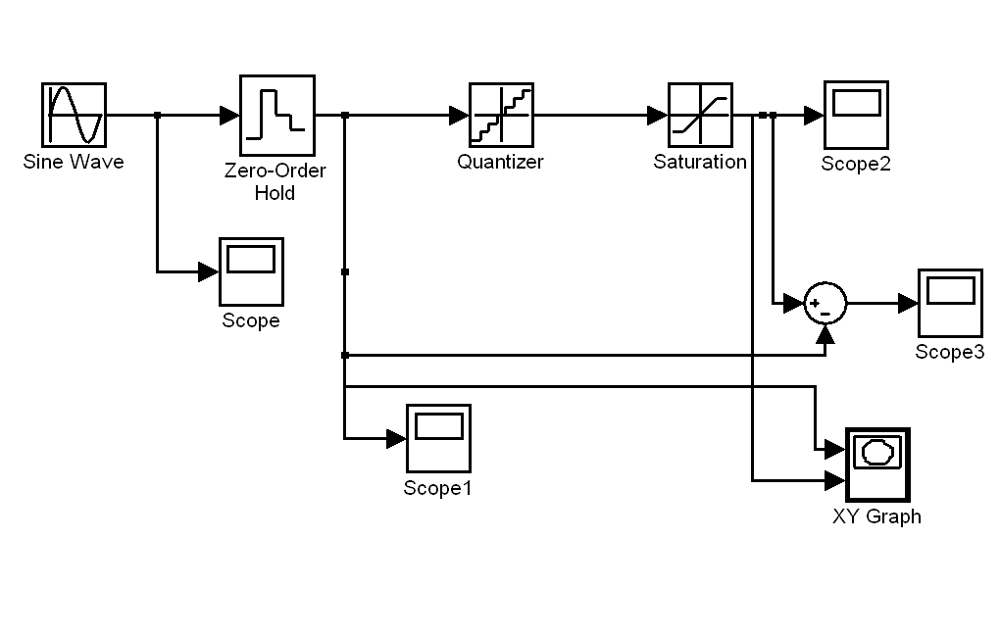 Sine Wave
Zero-Order
Hold
Quantizer
Saturation
Scope2
Scope
Scope3
Scope1
XY Graph